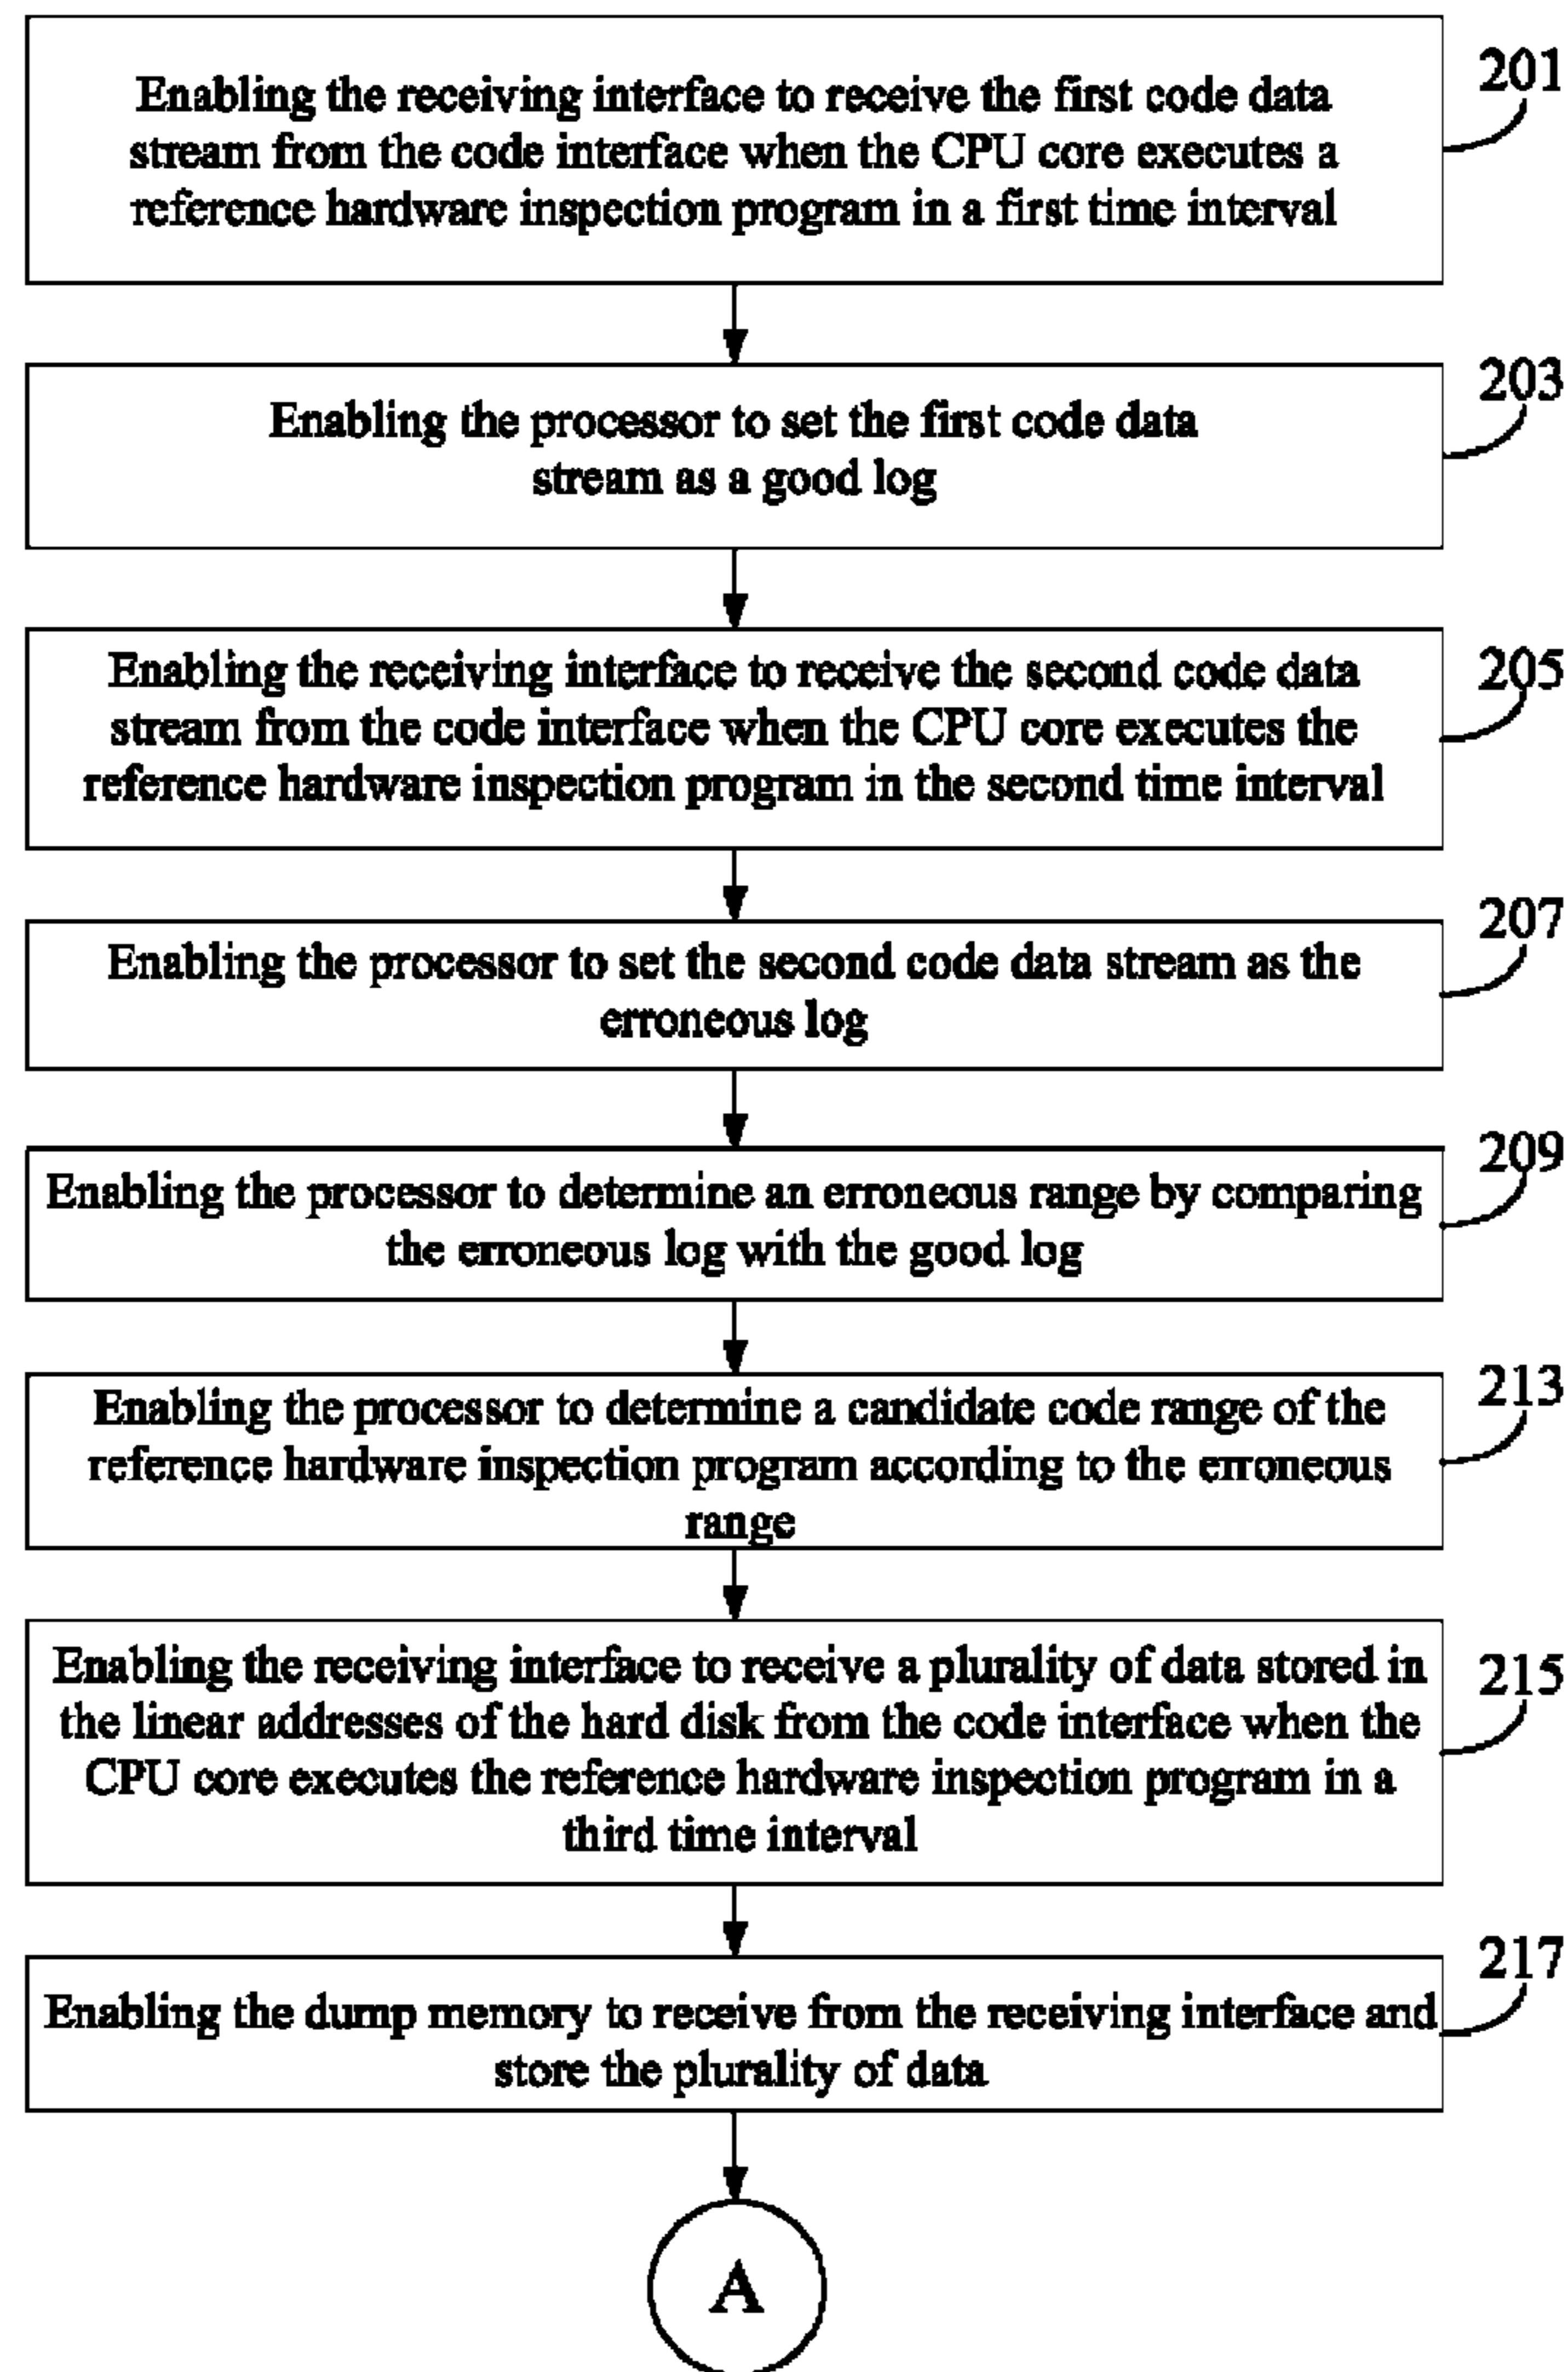 Enabling the receiving interface to receive the first code data
stream from the code interface when the CPU core executes a
reference hardware inspection program in a first time interval
201
Enabling the processor to set the first code data
stream as a good log
203
Enabling the receiving interface to receive the second code data
stream from the code interface when the CPU core executes the
reference hardware inspection program in the second time interval
205
Enabling the processor to set the second code data stream as the
erroneous log
207
Enabling the processor to determine an erroneous range by comparing
the erroneous log with the good log
209
Enabling the processor to determine a candidate code range of the
reference hardware inspection program according to the erroneous
range
213
Enabling the receiving interface to receive a plurality of data stored in
the linear addresses of the hard disk from the code interface when the
CPU core executes the reference hardware inspection program in a
third time interval
215
Enabling the dump memory to receive from the receiving interface and
store the plurality of data
217
A